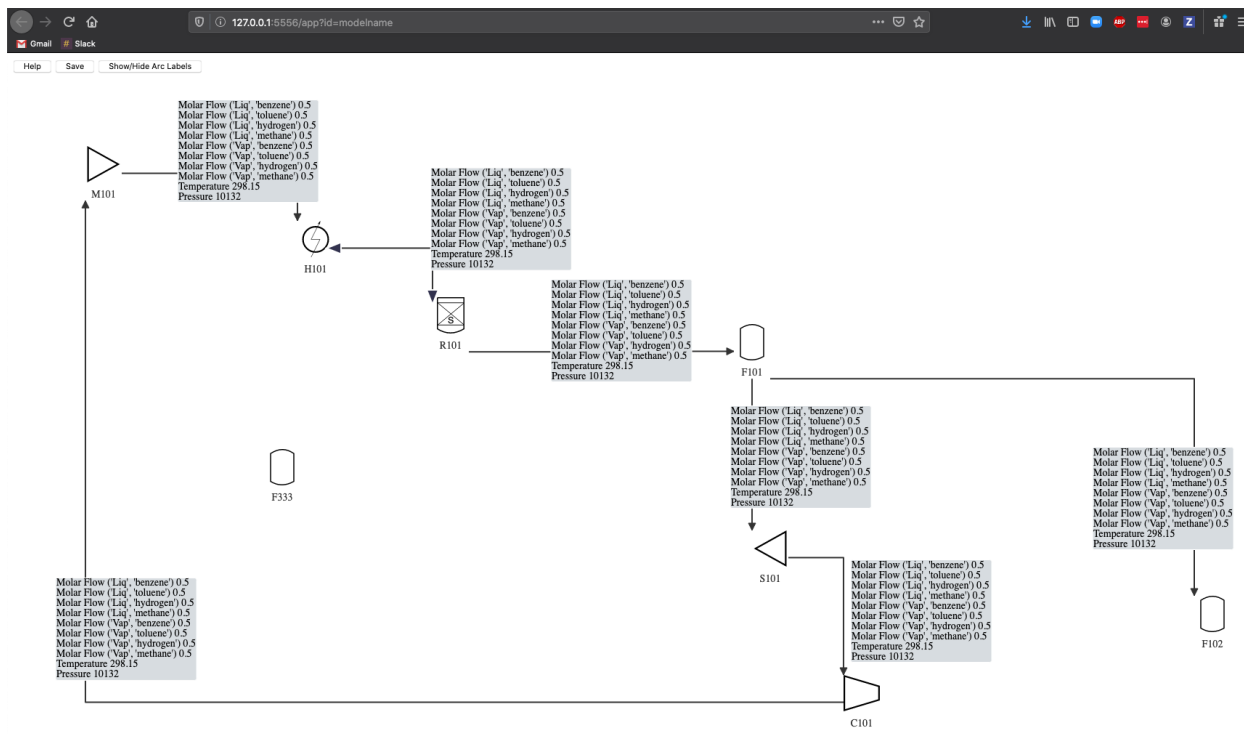 127.0.0.1:5556/app?id=modelname
ABP
Z
Gmail
# Slack
Help
Save
Show/Hide Arc Labels
Molar Flow ('Liq', 'benzene') 0.5
Molar Flow ('Liq', 'toluene') 0.5
Molar Flow ('Liq', 'hydrogen') 0.5
Molar Flow ('Liq', 'methane') 0.5
Molar Flow ('Vap', 'benzene') 0.5
Molar Flow ('Vap', 'toluene') 0.5
Molar Flow ('Vap', 'hydrogen') 0.5
Molar Flow ('Vap', 'methane') 0.5
Temperature 298.15
Pressure 10132
M101
H101
Molar Flow ('Liq', 'benzene') 0.5
Molar Flow ('Liq', 'toluene') 0.5
Molar Flow ('Liq', 'hydrogen') 0.5
Molar Flow ('Liq', 'methane') 0.5
Molar Flow ('Vap', 'benzene') 0.5
Molar Flow ('Vap', 'toluene') 0.5
Molar Flow ('Vap', 'hydrogen') 0.5
Molar Flow ('Vap', 'methane') 0.5
Temperature 298.15
Pressure 10132
S
R101
Molar Flow ('Liq', 'benzene') 0.5
Molar Flow ('Liq', 'toluene') 0.5
Molar Flow ('Liq', 'hydrogen') 0.5
Molar Flow ('Liq', 'methane') 0.5
Molar Flow ('Vap', 'benzene') 0.5
Molar Flow ('Vap', 'toluene') 0.5
Molar Flow ('Vap', 'hydrogen') 0.5
Molar Flow ('Vap', 'methane') 0.5
Temperature 298.15
Pressure 10132
F101
Molar Flow ('Liq', 'benzene') 0.5
Molar Flow ('Liq', 'toluene') 0.5
Molar Flow ('Liq', 'hydrogen') 0.5
Molar Flow ('Liq', 'methane') 0.5
Molar Flow ('Vap', 'benzene') 0.5
Molar Flow ('Vap', 'toluene') 0.5
Molar Flow ('Vap', 'hydrogen') 0.5
Molar Flow ('Vap', 'methane') 0.5
Temperature 298.15
Pressure 10132
Molar Flow ('Liq', 'benzene') 0.5
Molar Flow ('Liq', 'toluene') 0.5
Molar Flow ('Liq', 'hydrogen') 0.5
Molar Flow ('Liq', 'methane') 0.5
Molar Flow ('Vap', 'benzene') 0.5
Molar Flow ('Vap', 'toluene') 0.5
Molar Flow ('Vap', 'hydrogen') 0.5
Molar Flow ('Vap', 'methane') 0.5
Temperature 298.15
Pressure 10132
F333
S101
Molar Flow ('Liq', 'benzene') 0.5
Molar Flow ('Liq', 'toluene') 0.5
Molar Flow ('Liq', 'hydrogen') 0.5
Molar Flow ('Liq', 'methane') 0.5
Molar Flow ('Vap', 'benzene') 0.5
Molar Flow ('Vap', 'toluene') 0.5
Molar Flow ('Vap', 'hydrogen') 0.5
Molar Flow ('Vap', 'methane') 0.5
Temperature 298.15
Pressure 10132
Molar Flow ('Liq', 'benzene') 0.5
Molar Flow ('Liq', 'toluene') 0.5
Molar Flow ('Liq', 'hydrogen') 0.5
Molar Flow ('Liq', 'methane') 0.5
Molar Flow ('Vap', 'benzene') 0.5
Molar Flow ('Vap', 'toluene') 0.5
Molar Flow ('Vap', 'hydrogen') 0.5
Molar Flow ('Vap', 'methane') 0.5
Temperature 298.15
Pressure 10132
F102
C101